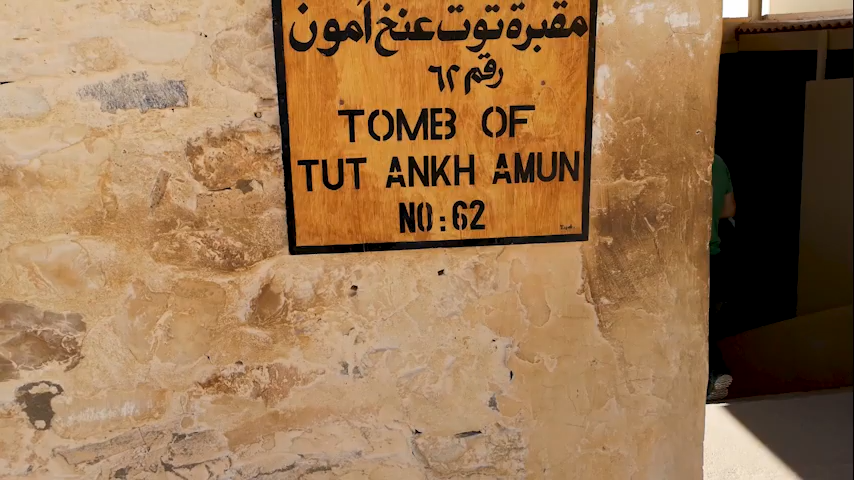 مقبرة توت عنخ أمون
رقم ٦٢
TOMB OF
TUT ANKH AMUN
NO: 62